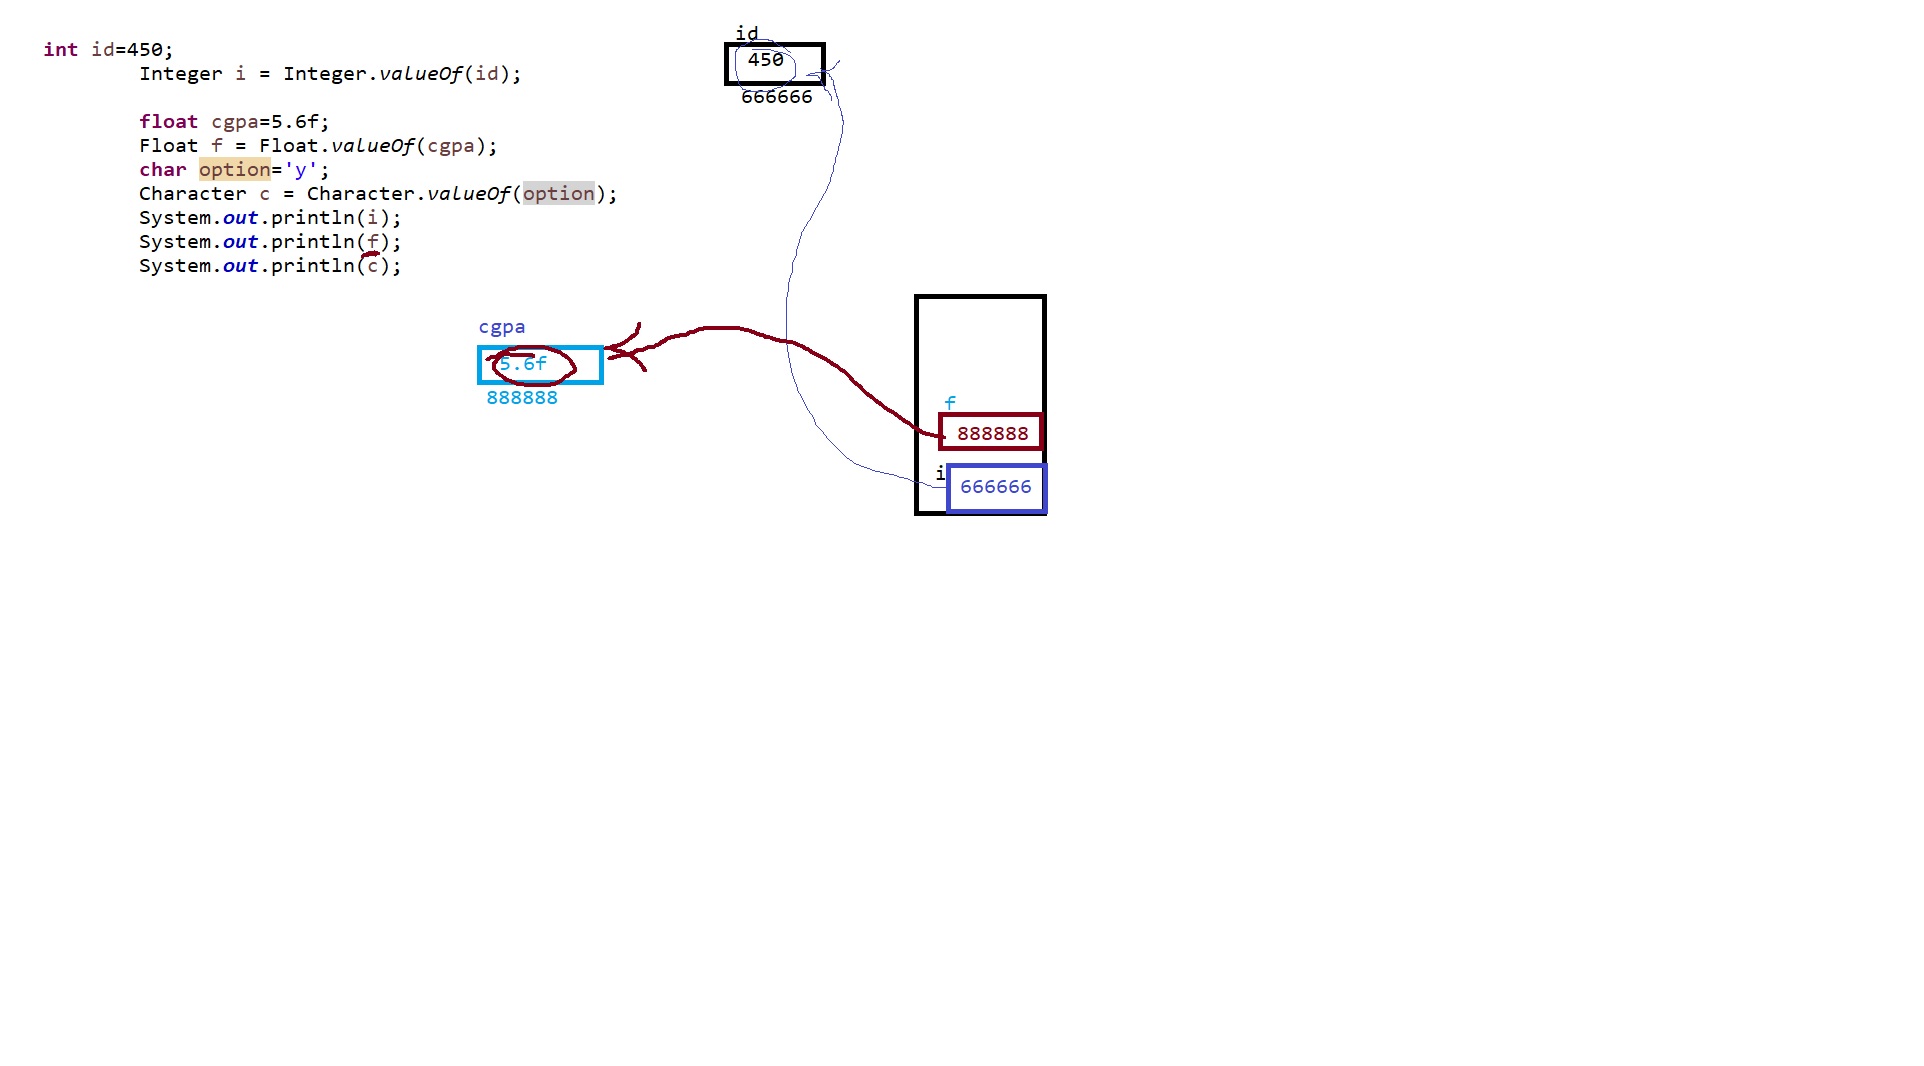 int id=450;
Integer i = Integer.valueOf(id);
float cgpa=5.6f;
Float f = Float.valueOf(cgpa);
char option='y';
Character c = Character.valueOf(option);
System.out.println(i);
System.out.println(f);
System.out.println(c);
id
450
666666
cgpa
5.6f
888888
f
888888
i
666666